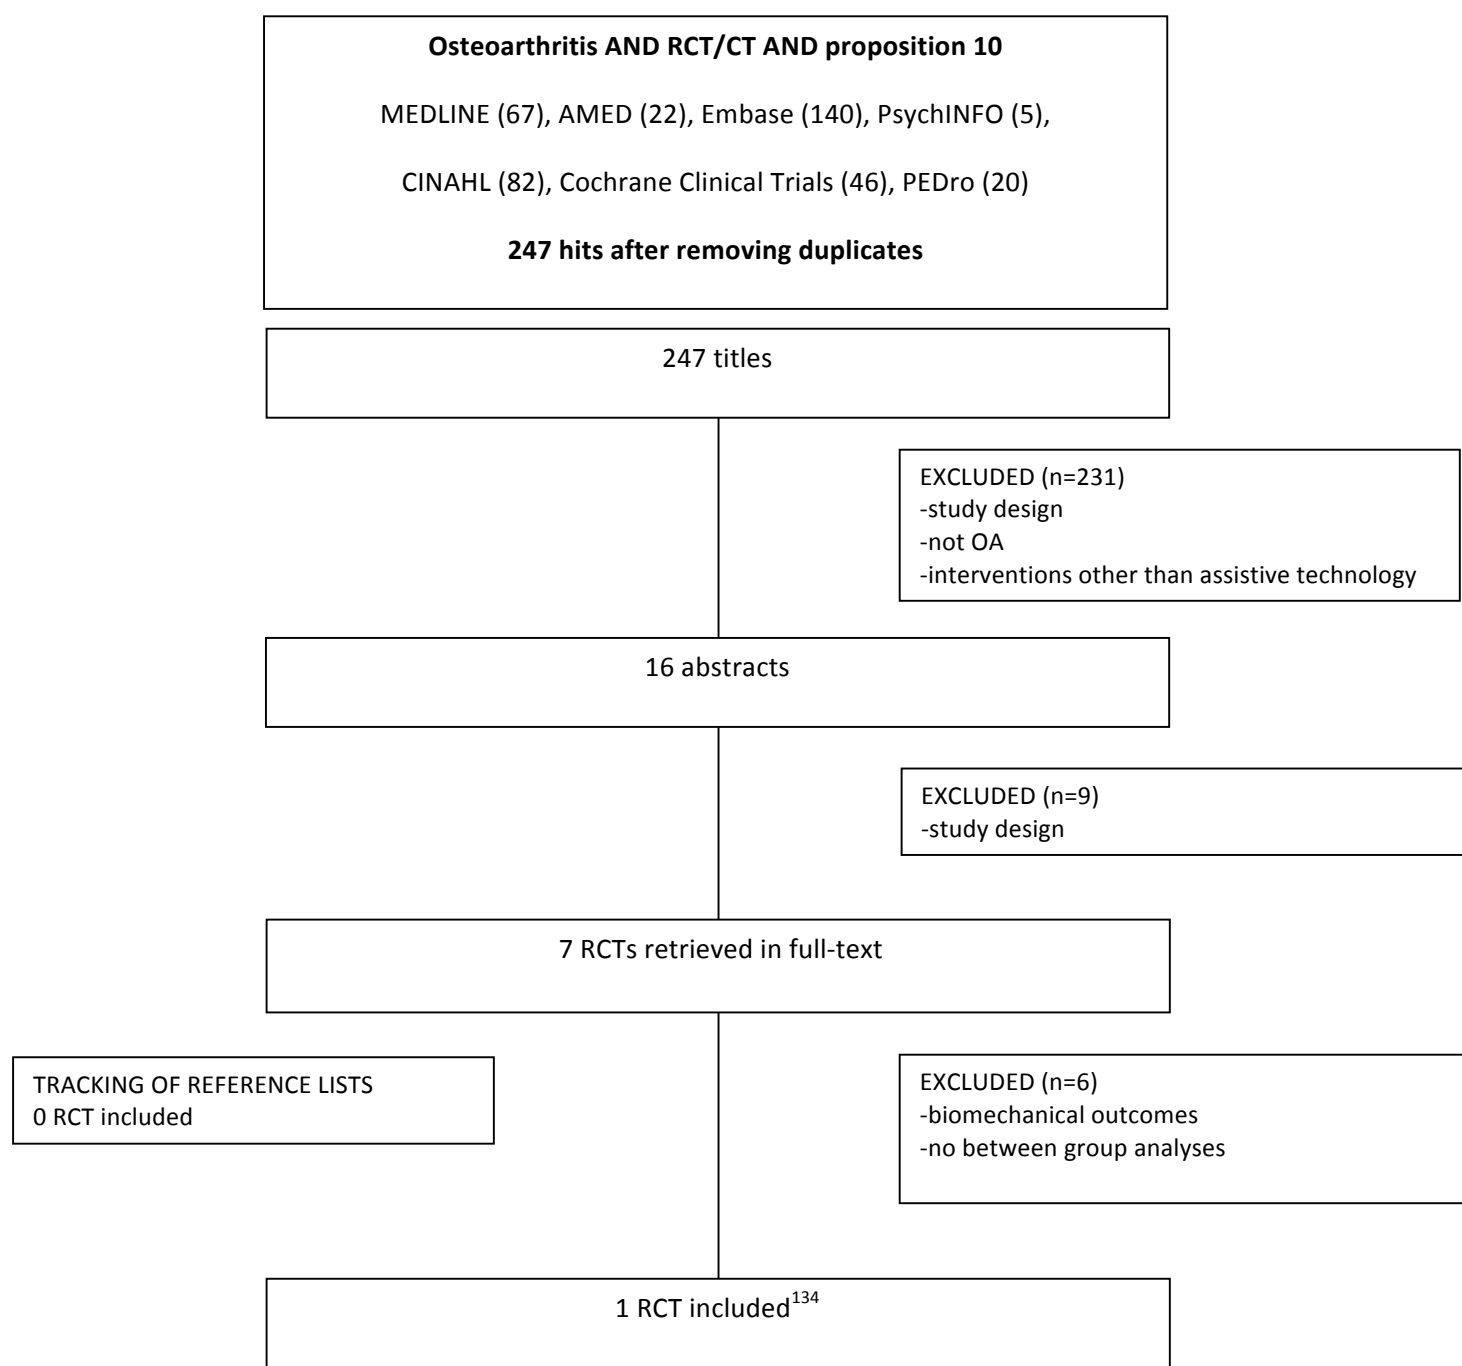 Osteoarthritis AND RCT/CT AND proposition 10
MEDLINE (67), AMED (22), Embase (140), PsychINFO (5),
CINAHL (82), Cochrane Clinical Trials (46), PEDro (20)
247 hits after removing duplicates
247 titles
EXCLUDED (n=231)
-study design
-not OA
-interventions other than assistive technology
16 abstracts
EXCLUDED (n=9)
-study design
7 RCTs retrieved in full-text
TRACKING OF REFERENCE LISTS
0 RCT included
EXCLUDED (n=6)
-biomechanical outcomes
-no between group analyses
1 RCT included134